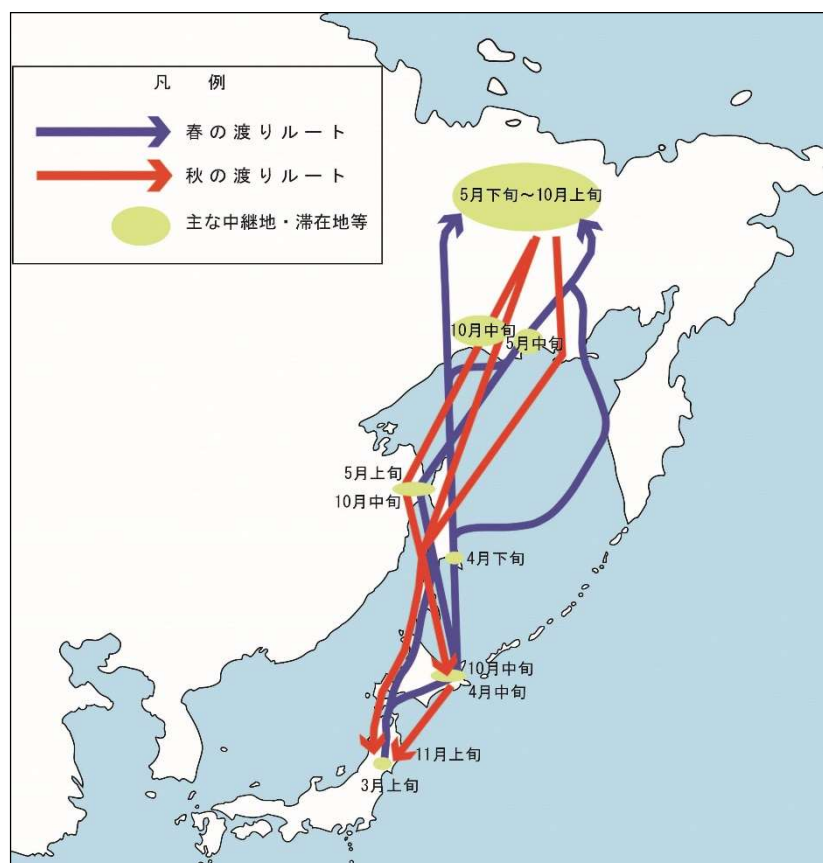 凡 例
春の渡りルート
秋の渡りルート
主な中継地・滞在地等
5月下旬～10月上旬
10月中旬
5月中旬
5月上旬
10月中旬
4月下旬
10月中旬
4月中旬
11月上旬
3月上旬